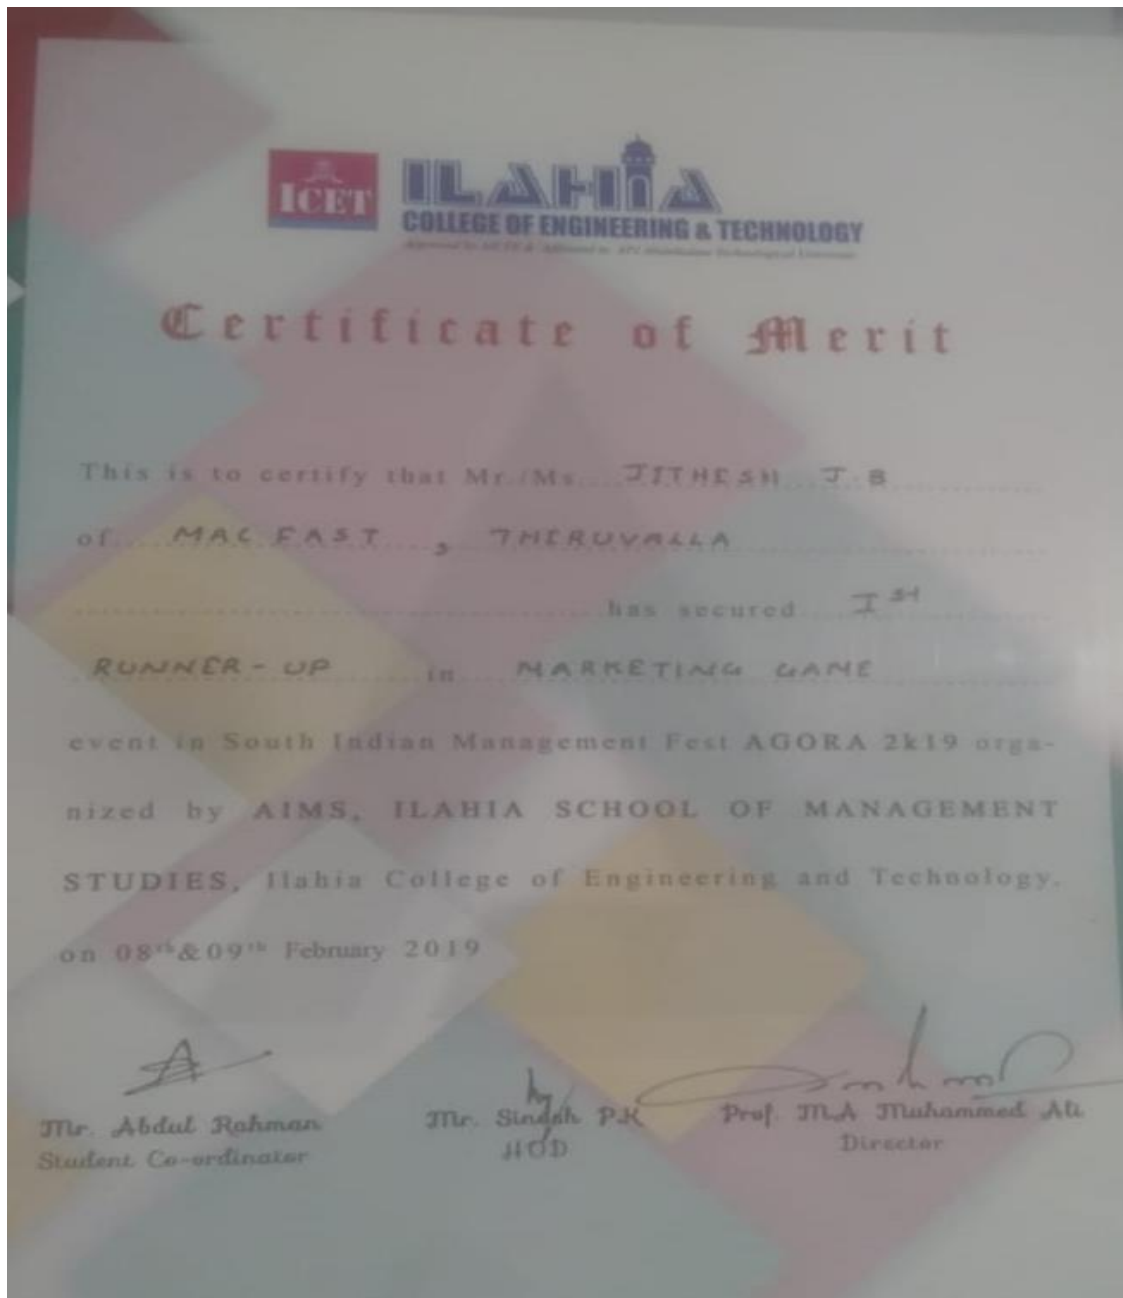 ICET
ILAHIA
COLLEGE OF ENGINEERING & TECHNOLOGY
Certificate of Merit
This is to certify that Mr./Ms. JITHESH J.B
of MACFAST, THIRUVALLA
has secured Ist
RUNNER-UP in MARKETING GAME
event in South Indian Management Fest AGORA 2k19 orga-
nized by AIMS, ILAHIA SCHOOL OF MANAGEMENT
STUDIES, Ilahia College of Engineering and Technology.
on 08th & 09th February 2019
Mr. Abdul Rahman
Student Co-ordinator
Mr. Sindgh P.K
HOD
Prof. M.A Muhammed Ali
Director